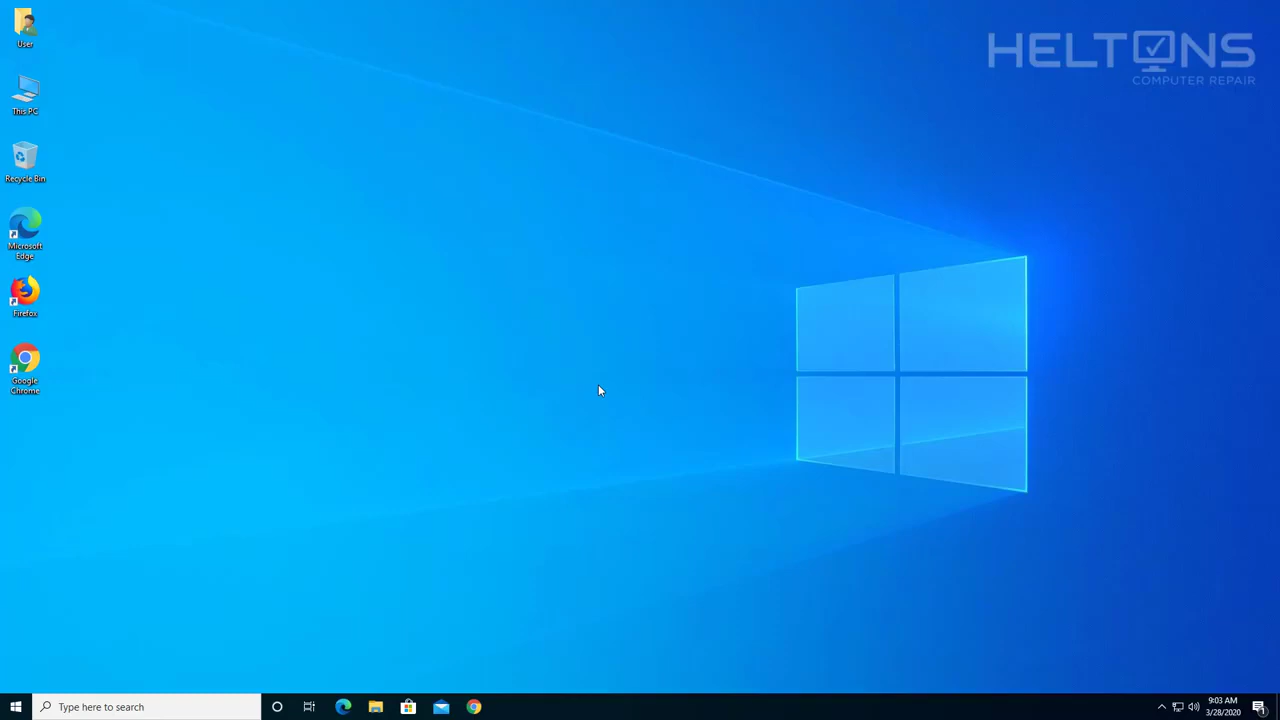 HELTONS
COMPUTER REPAIR
User
This PC
Recycle Bin
Microsoft
Edge
Firefox
Google
Chrome
Type here to search
9:03 AM
3/28/2020
1